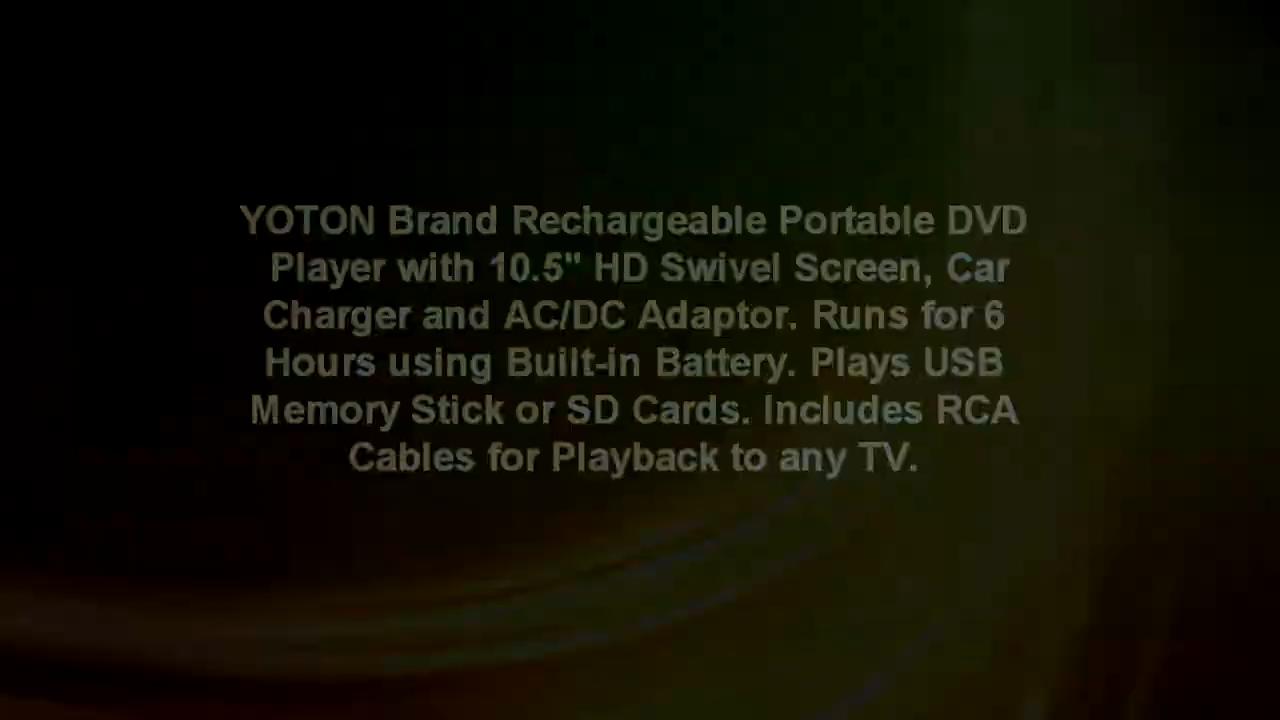 YOTON Brand Rechargeable Portable DVD
Player with 10.5" HD Swivel Screen, Car
Charger and AC/DC Adaptor. Runs for 6
Hours using Built-in Battery. Plays USB
Memory Stick or SD Cards. Includes RCA
Cables for Playback to any TV.